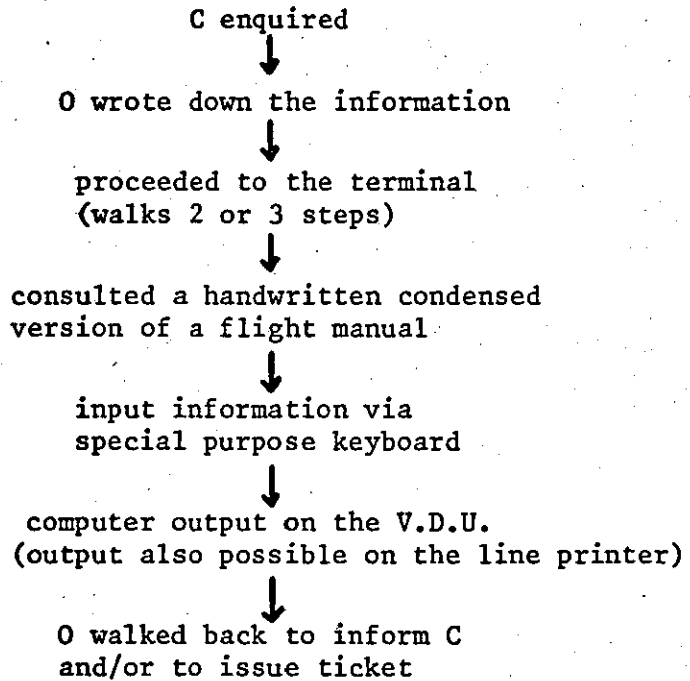 C enquired
O wrote down the information
proceeded to the terminal
(walks 2 or 3 steps)
consulted a handwritten condensed
version of a flight manual
input information via
special purpose keyboard
computer output on the V.D.U.
(output also possible on the line printer)
O walked back to inform C
and/or to issue ticket